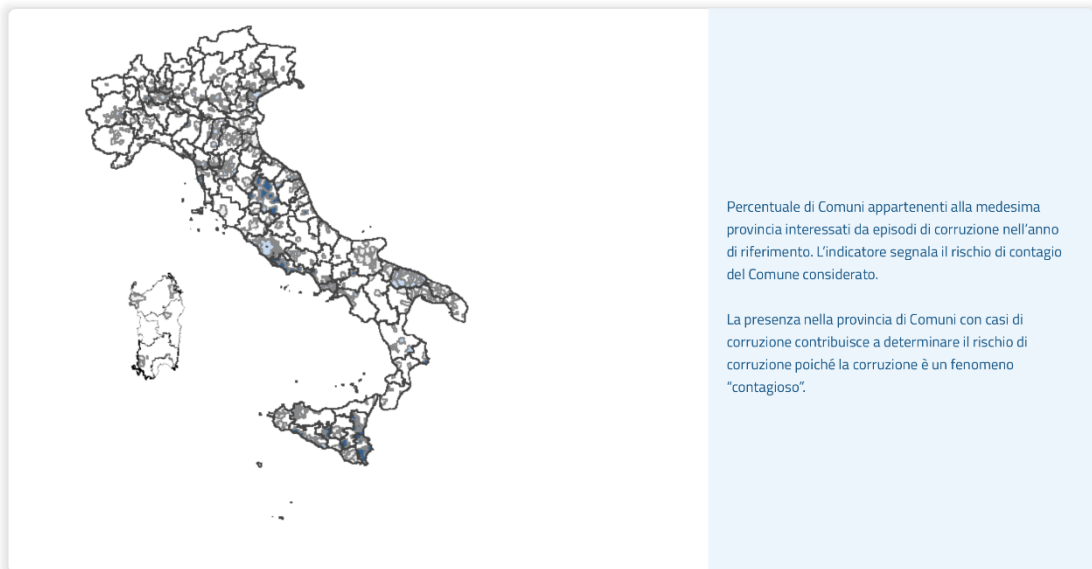 Percentuale di Comuni appartenenti alla medesima
provincia interessati da episodi di corruzione nell'anno
di riferimento. L'indicatore segnala il rischio di contagio
del Comune considerato.
La presenza nella provincia di Comuni con casi di
corruzione contribuisce a determinare il rischio di
corruzione poiché la corruzione è un fenomeno
"contagioso".